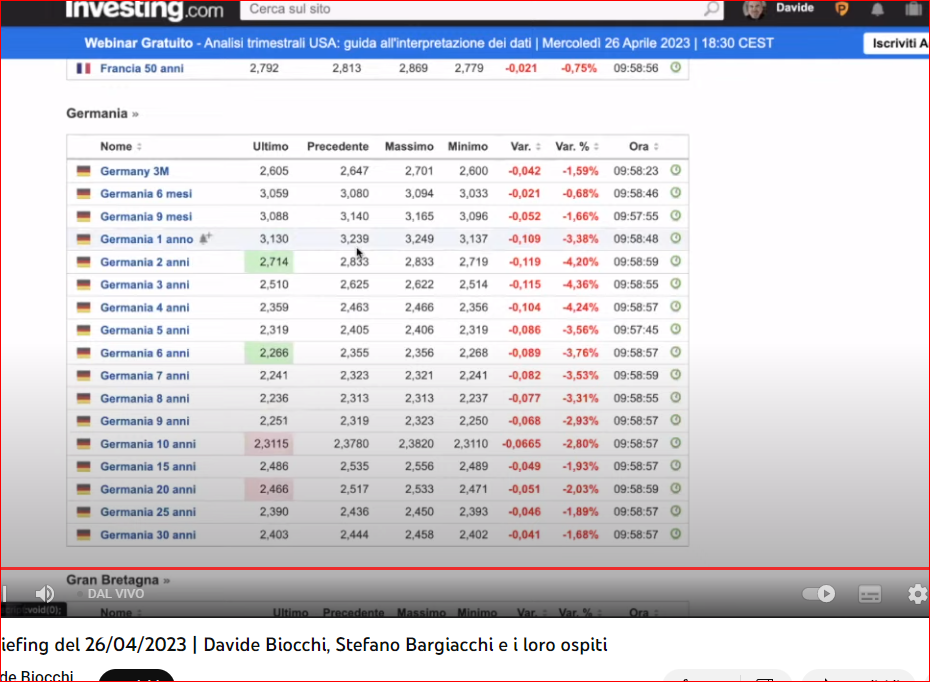 Investing.com Cerca sul sito Davide
Webinar Gratuito - Analisi trimestrali USA: guida all'interpretazione dei dati | Mercoledì 26 Aprile 2023 | 18:30 CEST Iscriviti A
Francia 50 anni 2,792 2,813 2,869 2,779 -0,021 -0,75% 09:58:56
Germania »
Nome Ultimo Precedente Massimo Minimo Var. Var. % Ora
Germany 3M 2,605 2,647 2,701 2,600 -0,042 -1,59% 09:58:23
Germania 6 mesi 3,059 3,080 3,094 3,033 -0,021 -0,68% 09:58:46
Germania 9 mesi 3,088 3,140 3,165 3,096 -0,052 -1,66% 09:57:55
Germania 1 anno 3,130 3,239 3,249 3,137 -0,109 -3,38% 09:58:48
Germania 2 anni 2,714 2,833 2,833 2,719 -0,119 -4,20% 09:58:59
Germania 3 anni 2,510 2,625 2,622 2,514 -0,115 -4,36% 09:58:55
Germania 4 anni 2,359 2,463 2,466 2,356 -0,104 -4,24% 09:58:57
Germania 5 anni 2,319 2,405 2,406 2,319 -0,086 -3,56% 09:57:45
Germania 6 anni 2,266 2,355 2,356 2,268 -0,089 -3,76% 09:58:57
Germania 7 anni 2,241 2,323 2,321 2,241 -0,082 -3,53% 09:58:59
Germania 8 anni 2,236 2,313 2,313 2,237 -0,077 -3,31% 09:58:55
Germania 9 anni 2,251 2,319 2,323 2,250 -0,068 -2,93% 09:58:57
Germania 10 anni 2,3115 2,3780 2,3820 2,3110 -0,0665 -2,80% 09:58:57
Germania 15 anni 2,486 2,535 2,556 2,489 -0,049 -1,93% 09:58:57
Germania 20 anni 2,466 2,517 2,533 2,471 -0,051 -2,03% 09:58:59
Germania 25 anni 2,390 2,436 2,450 2,393 -0,046 -1,89% 09:58:57
Germania 30 anni 2,403 2,444 2,458 2,402 -0,041 -1,68% 09:58:57
Gran Bretagna »
DAL VIVO
cript:void(0);
Nome Ultimo Precedente Massimo Minimo Var. Var. % Ora
iefing del 26/04/2023 | Davide Biocchi, Stefano Bargiacchi e i loro ospiti
de Biocchi